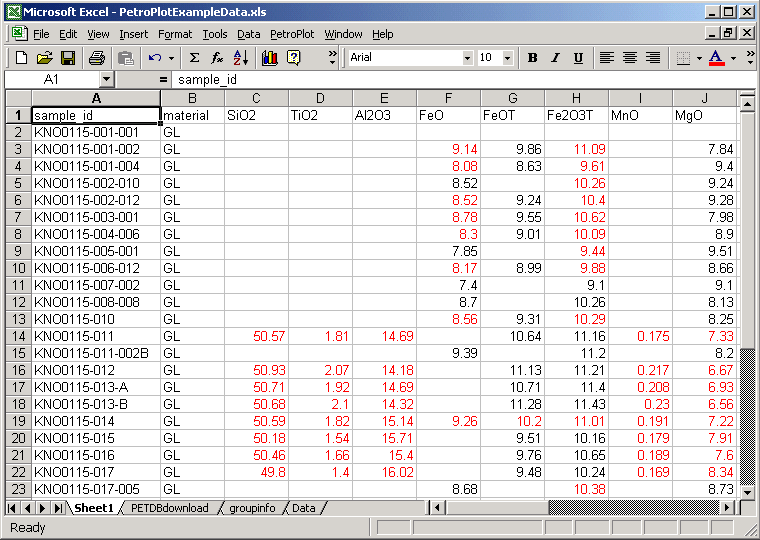 Microsoft Excel - PetroPlotExampleData.xls
File Edit View Insert Format Tools Data PetroPlot Window Help
Arial 10 B I U
A1 = sample_id
A B C D E F G H I J
1 sample_id material SiO2 TiO2 Al2O3 FeO FeOT Fe2O3T MnO MgO
2 KNO0115-001-001 GL
3 KNO0115-001-002 GL 9.14 9.86 11.09 7.84
4 KNO0115-001-004 GL 8.08 8.63 9.61 9.4
5 KNO0115-002-010 GL 8.52 10.26 9.24
6 KNO0115-002-012 GL 8.52 9.24 10.4 9.28
7 KNO0115-003-001 GL 8.78 9.55 10.62 7.98
8 KNO0115-004-006 GL 8.3 9.01 10.09 8.9
9 KNO0115-005-001 GL 7.85 9.44 9.51
10 KNO0115-006-012 GL 8.17 8.99 9.88 8.66
11 KNO0115-007-002 GL 7.4 9.1 9.1
12 KNO0115-008-008 GL 8.7 10.26 8.13
13 KNO0115-010 GL 8.56 9.31 10.29 8.25
14 KNO0115-011 GL 50.57 1.81 14.69 10.64 11.16 0.175 7.33
15 KNO0115-011-002B GL 9.39 11.2 8.2
16 KNO0115-012 GL 50.93 2.07 14.18 11.13 11.21 0.217 6.67
17 KNO0115-013-A GL 50.71 1.92 14.69 10.71 11.4 0.208 6.93
18 KNO0115-013-B GL 50.68 2.1 14.32 11.28 11.43 0.23 6.56
19 KNO0115-014 GL 50.59 1.82 15.14 9.26 10.2 11.01 0.191 7.22
20 KNO0115-015 GL 50.18 1.54 15.71 9.51 10.16 0.179 7.91
21 KNO0115-016 GL 50.46 1.66 15.4 9.76 10.65 0.189 7.6
22 KNO0115-017 GL 49.8 1.4 16.02 9.48 10.24 0.169 8.34
23 KNO0115-017-005 GL 8.68 10.38 8.73
Sheet1 PETDBdownload groupinfo Data
Ready